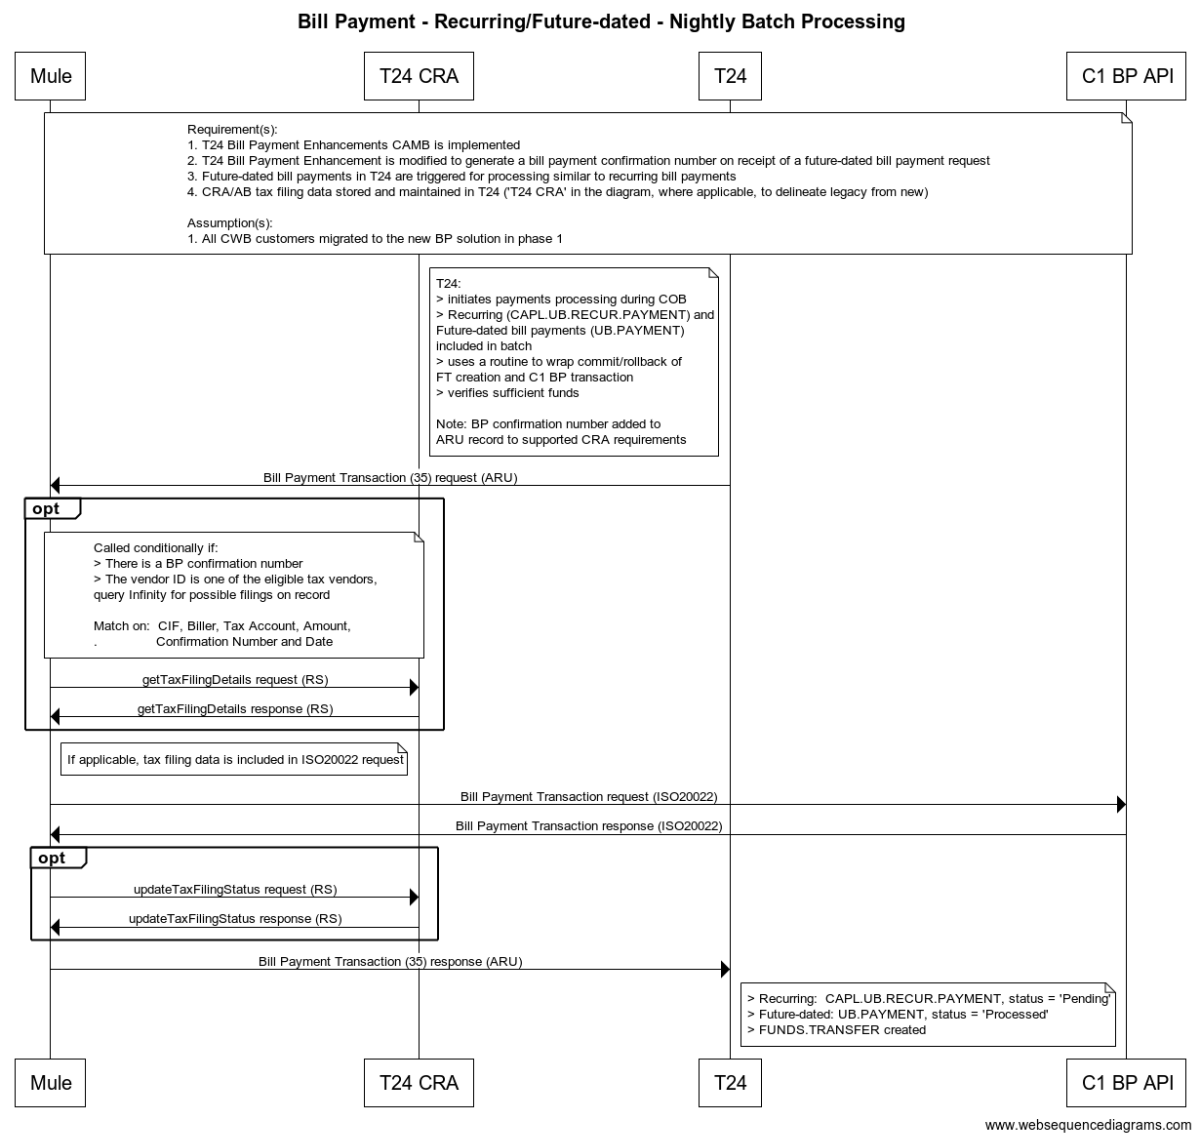 Bill Payment - Recurring/Future-dated - Nightly Batch Processing
Mule
T24 CRA
T24
C1 BP API
Requirement(s):
1. T24 Bill Payment Enhancements CAMB is implemented
2. T24 Bill Payment Enhancement is modified to generate a bill payment confirmation number on receipt of a future-dated bill payment request
3. Future-dated bill payments in T24 are triggered for processing similar to recurring bill payments
4. CRA/AB tax filing data stored and maintained in T24 ('T24 CRA' in the diagram, where applicable, to delineate legacy from new)
Assumption(s):
1. All CWB customers migrated to the new BP solution in phase 1
T24:
> initiates payments processing during COB
> Recurring (CAPL.UB.RECUR.PAYMENT) and
Future-dated bill payments (UB.PAYMENT)
included in batch
> uses a routine to wrap commit/rollback of
FT creation and C1 BP transaction
> verifies sufficient funds
Note: BP confirmation number added to
ARU record to supported CRA requirements
Bill Payment Transaction (35) request (ARU)
opt
Called conditionally if:
> There is a BP confirmation number
> The vendor ID is one of the eligible tax vendors,
query Infinity for possible filings on record
Match on:  CIF, Biller, Tax Account, Amount,
.               Confirmation Number and Date
getTaxFilingDetails request (RS)
getTaxFilingDetails response (RS)
If applicable, tax filing data is included in ISO20022 request
Bill Payment Transaction request (ISO20022)
Bill Payment Transaction response (ISO20022)
opt
updateTaxFilingStatus request (RS)
updateTaxFilingStatus response (RS)
Bill Payment Transaction (35) response (ARU)
> Recurring:  CAPL.UB.RECUR.PAYMENT, status = 'Pending'
> Future-dated: UB.PAYMENT, status = 'Processed'
> FUNDS.TRANSFER created
Mule
T24 CRA
T24
C1 BP API
www.websequencediagrams.com